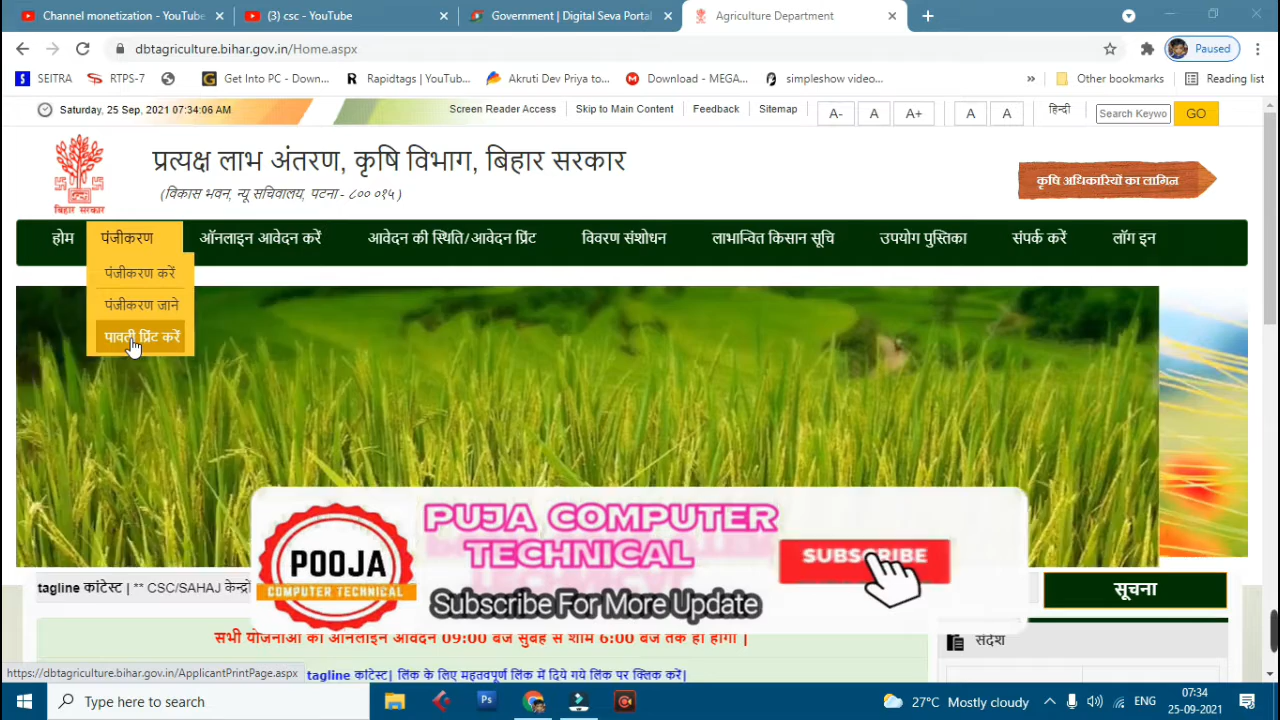 Channel monetization - YouTube
(3) csc - YouTube
Government | Digital Seva Portal
Agriculture Department
dbtagriculture.bihar.gov.in/Home.aspx
Paused
SEITRA
RTPS-7
Get Into PC - Down...
Rapidtags | YouTub...
Akruti Dev Priya to...
Download - MEGA...
simpleshow video...
»
Other bookmarks
Reading list
Saturday, 25 Sep, 2021 07:34:06 AM
Screen Reader Access
Skip to Main Content
Feedback
Sitemap
A-
A
A+
A
A
हिन्दी
Search Keywo
GO
प्रत्यक्ष लाभ अंतरण, कृषि विभाग, बिहार सरकार
(विकास भवन, न्यू सचिवालय, पटना - ८०० ०१५ )
बिहार सरकार
कृषि अधिकारियों का लागिन
होम
पंजीकरण
ऑनलाइन आवेदन करें
आवेदन की स्थिति/आवेदन प्रिंट
विवरण संशोधन
लाभान्वित किसान सूचि
उपयोग पुस्तिका
संपर्क करें
लॉग इन
पंजीकरण करें
पंजीकरण जाने
पावती प्रिंट करें
PUJA COMPUTER
TECHNICAL
POOJA
COMPUTER TECHNICAL
SUBSCRIBE
Subscribe For More Update
tagline कांटेस्ट | ** CSC/SAHAJ केन्द्रो
सूचना
सभी योजनाओ का ऑनलाइन आवेदन 09:00 बजे सुबह से शाम 6:00 बजे तक ही होगा |
संदेश
tagline कांटेस्ट| लिंक के लिए महत्वपूर्ण लिंक में दिये गये लिंक पर क्लिक करें|
https://dbtagriculture.bihar.gov.in/ApplicantPrintPage.aspx
Type here to search
Ps
27°C Mostly cloudy
ENG
07:34
25-09-2021